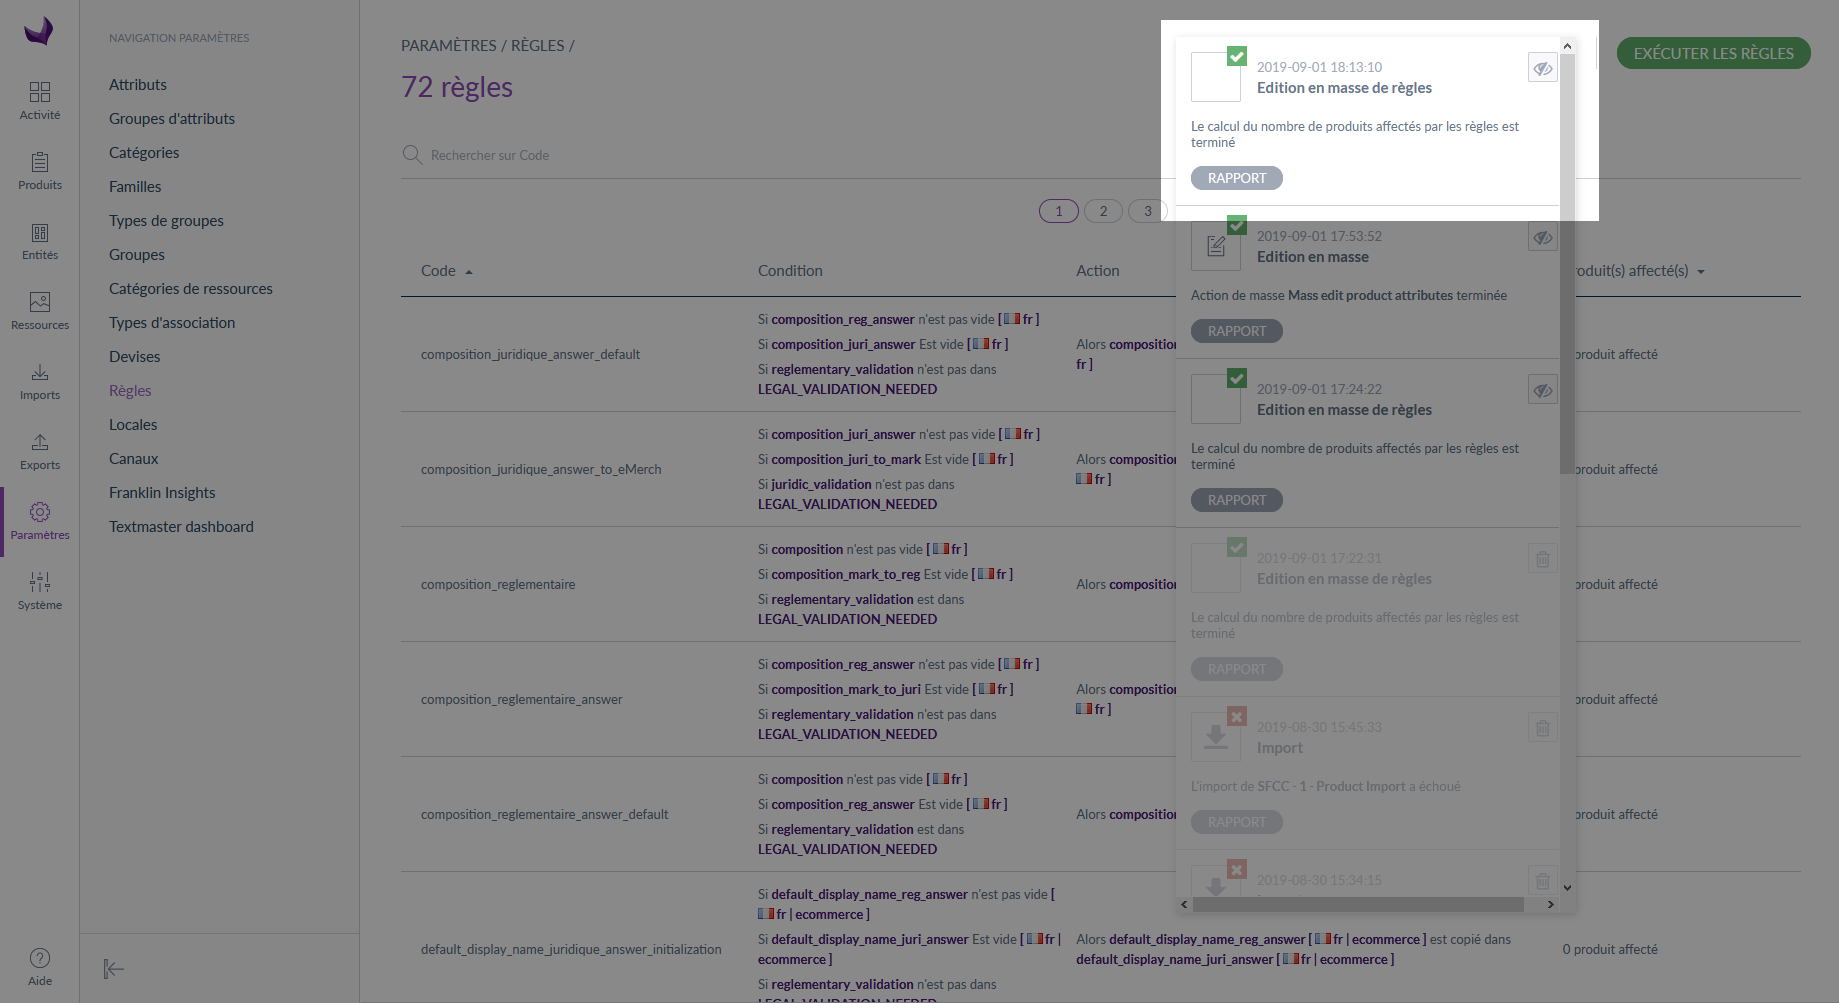 Activité
Produits
Entités
Ressources
Imports
Exports
Paramètres
Système
Aide
NAVIGATION PARAMÈTRES
Attributs
Groupes d'attributs
Catégories
Familles
Types de groupes
Groupes
Catégories de ressources
Types d'association
Devises
Règles
Locales
Canaux
Franklin Insights
Textmaster dashboard
PARAMÈTRES / RÈGLES /
72 règles
EXÉCUTER LES RÈGLES
Rechercher sur Code
1 2 3
Code Condition Action roduit(s) affecté(s)
composition_juridique_answer_default
Si composition_reg_answer n'est pas vide [ fr ]
Si composition_juri_answer Est vide [ fr ]
Si reglementary_validation n'est pas dans
LEGAL_VALIDATION_NEEDED
Alors composition
fr ]
produit affecté
composition_juridique_answer_to_eMerch
Si composition_juri_answer n'est pas vide [ fr ]
Si composition_juri_to_mark Est vide [ fr ]
Si juridic_validation n'est pas dans
LEGAL_VALIDATION_NEEDED
Alors composition
fr ]
produit affecté
composition_reglementaire
Si composition n'est pas vide [ fr ]
Si composition_mark_to_reg Est vide [ fr ]
Si reglementary_validation est dans
LEGAL_VALIDATION_NEEDED
Alors composition
produit affecté
composition_reglementaire_answer
Si composition_reg_answer n'est pas vide [ fr ]
Si composition_mark_to_juri Est vide [ fr ]
Si reglementary_validation n'est pas dans
LEGAL_VALIDATION_NEEDED
Alors composition
fr ]
produit affecté
composition_reglementaire_answer_default
Si composition n'est pas vide [ fr ]
Si composition_reg_answer Est vide [ fr ]
Si reglementary_validation est dans
LEGAL_VALIDATION_NEEDED
Alors composition
produit affecté
default_display_name_juridique_answer_initialization
Si default_display_name_reg_answer n'est pas vide [
fr | ecommerce ]
Si default_display_name_juri_answer Est vide [ fr |
ecommerce ]
Si reglementary_validation n'est pas dans
LEGAL_VALIDATION_NEEDED
Alors default_display_name_reg_answer [ fr | ecommerce ] est copié dans
default_display_name_juri_answer [ fr | ecommerce ]
0 produit affecté
2019-09-01 18:13:10
Edition en masse de règles
Le calcul du nombre de produits affectés par les règles est
terminé
RAPPORT
2019-09-01 17:53:52
Edition en masse
Action de masse Mass edit product attributes terminée
RAPPORT
2019-09-01 17:24:22
Edition en masse de règles
Le calcul du nombre de produits affectés par les règles est
terminé
RAPPORT
2019-09-01 17:22:31
Edition en masse de règles
Le calcul du nombre de produits affectés par les règles est
terminé
RAPPORT
2019-08-30 15:45:33
Import
L'import de SFCC - 1 - Product Import a échoué
RAPPORT
2019-08-30 15:34:15